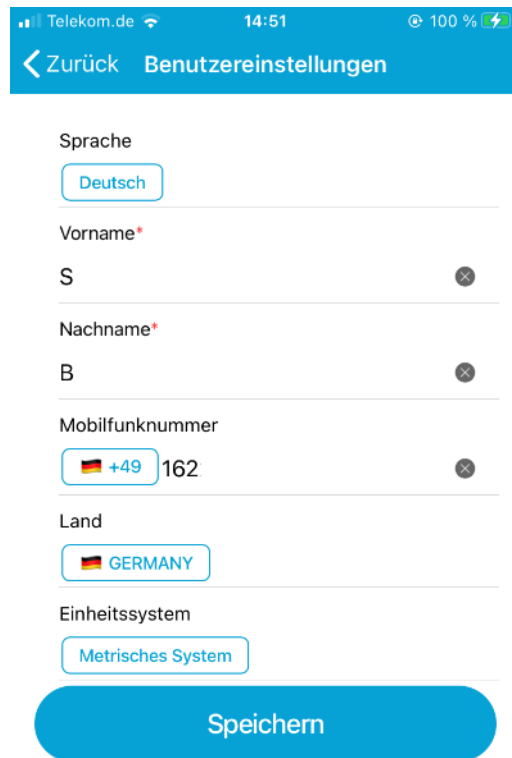 Telekom.de 14:51 100 %
Zurück Benutzereinstellungen
Sprache
Deutsch
Vorname*
S
Nachname*
B
Mobilfunknummer
+49 162
Land
GERMANY
Einheitssystem
Metrisches System
Speichern